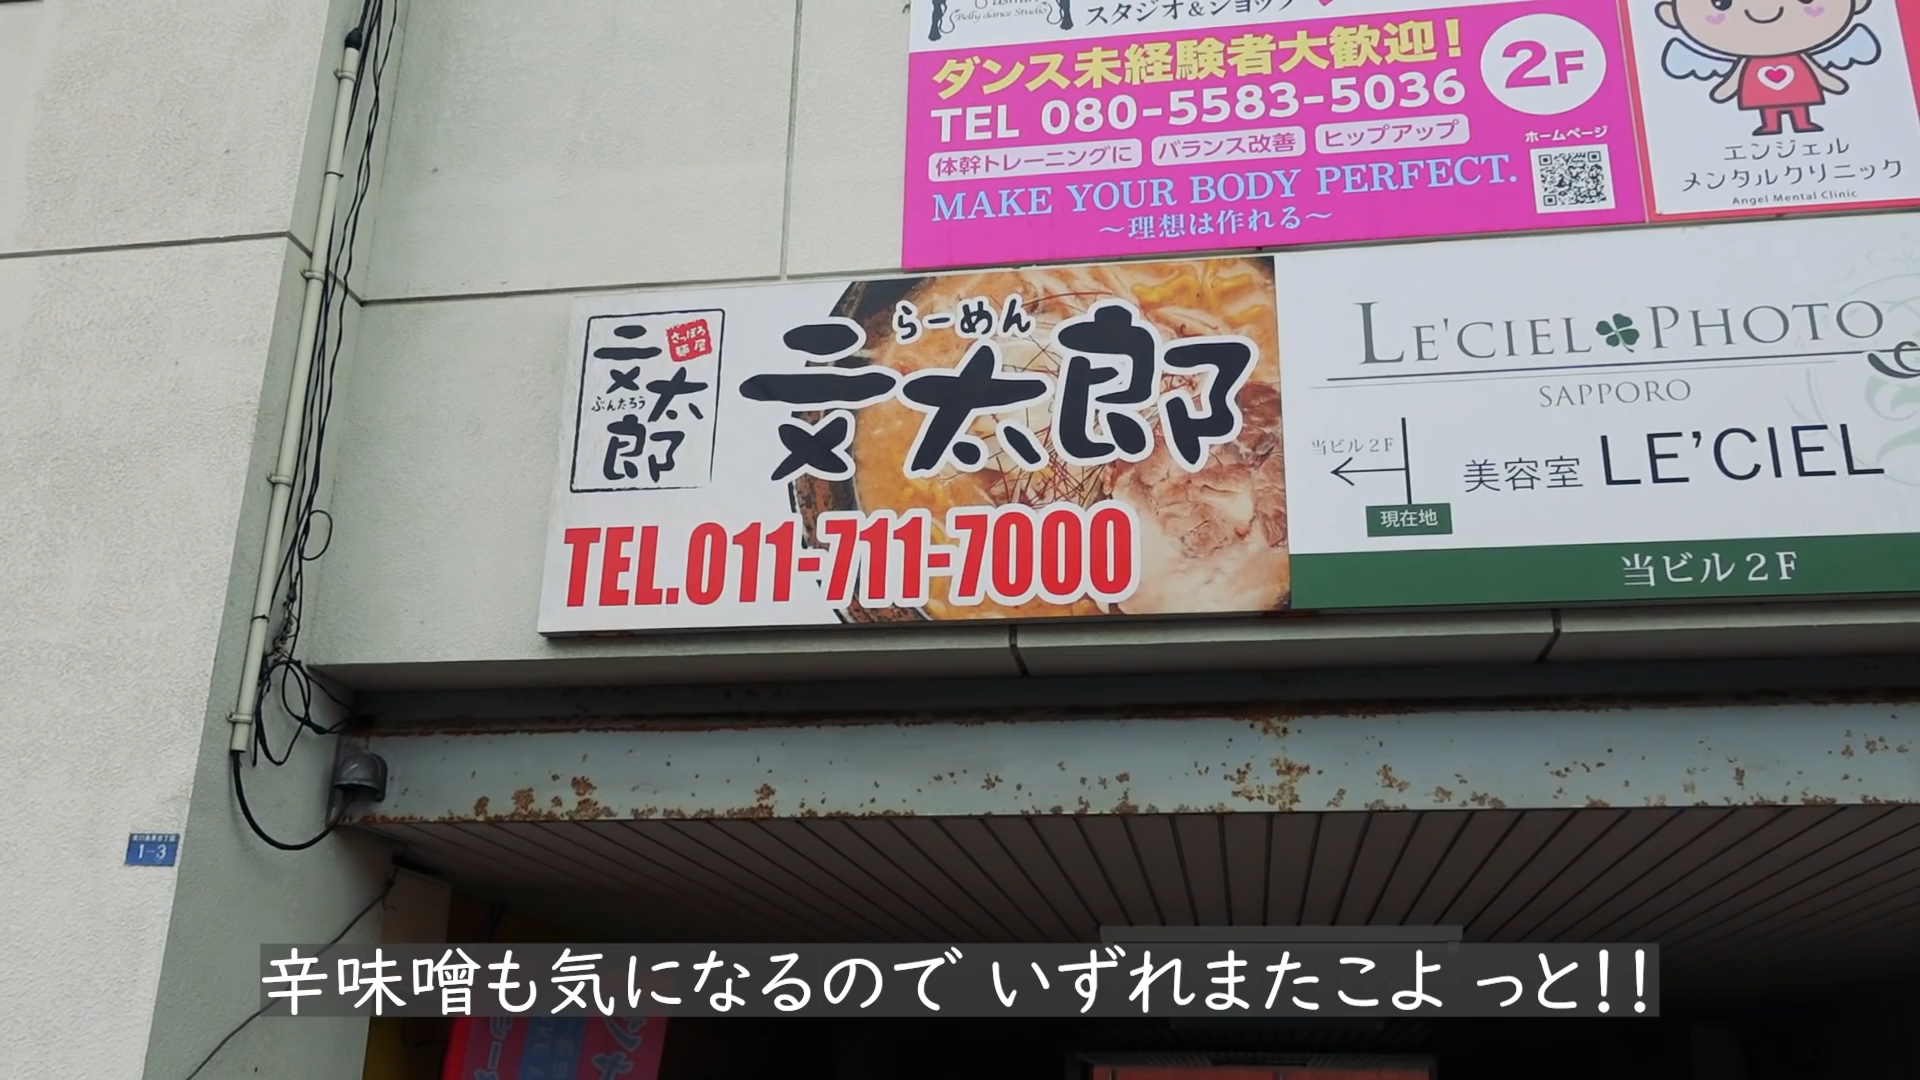 Belly dance Studio
スタジオ＆ショップ
ダンス未経験者大歓迎！
TEL 080-5583-5036
2F
体幹トレーニングに
バランス改善
ヒップアップ
ホームページ
MAKE YOUR BODY PERFECT.
～理想は作れる～
エンジェル
メンタルクリニック
Angel Mental Clinic
さっぽろ
麺屋
文太郎
ぶんたろう
らーめん
文太郎
TEL.011-711-7000
LE'CIEL PHOTO
SAPPORO
当ビル2F
美容室 LE'CIEL
現在地
当ビル2F
1-3
辛味噌も気になるので いずれまたこよ っと!!